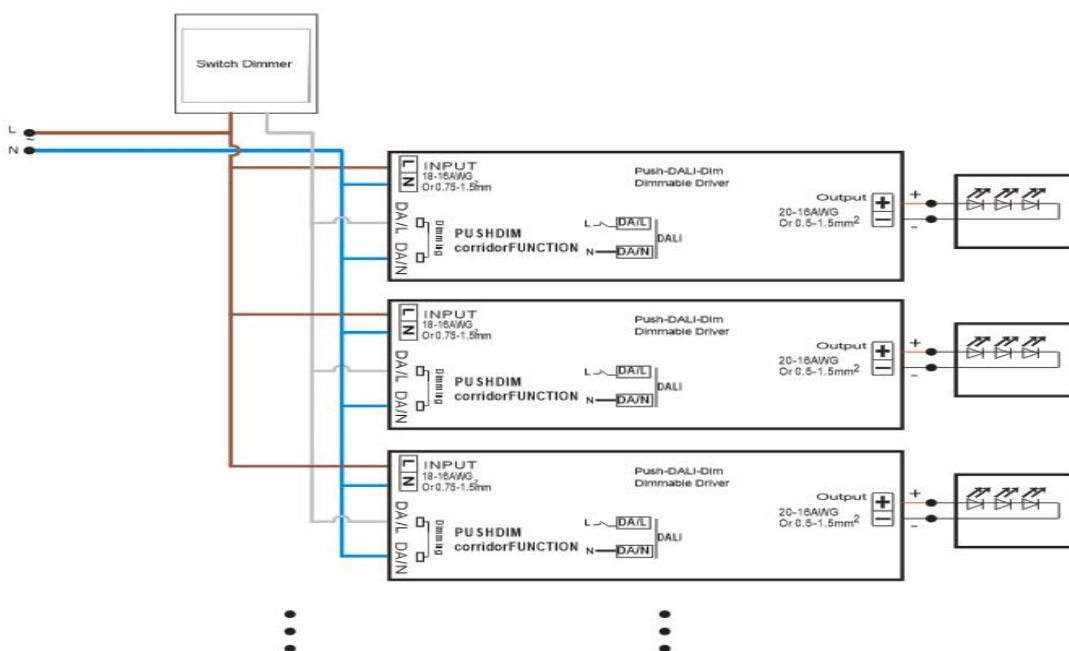 Switch Dimmer
L
~
N
L
N
INPUT
18-16AWG
Or 0.75-1.5mm²
DA/L
DA/N
Dimming
PUSHDIM
corridorFUNCTION
Push-DALI-Dim
Dimmable Driver
L
DA/L
N
DA/N
DALI
Output
20-16AWG
Or 0.5-1.5mm²
+
-
+
-
L
N
INPUT
18-16AWG
Or 0.75-1.5mm²
DA/L
DA/N
Dimming
PUSHDIM
corridorFUNCTION
Push-DALI-Dim
Dimmable Driver
L
DA/L
N
DA/N
DALI
Output
20-16AWG
Or 0.5-1.5mm²
+
-
+
-
L
N
INPUT
18-16AWG
Or 0.75-1.5mm²
DA/L
DA/N
Dimming
PUSHDIM
corridorFUNCTION
Push-DALI-Dim
Dimmable Driver
L
DA/L
N
DA/N
DALI
Output
20-16AWG
Or 0.5-1.5mm²
+
-
+
-